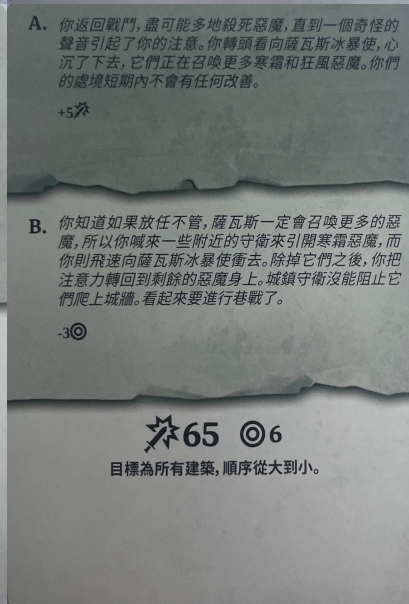 A. 你返回戰鬥,盡可能多地殺死惡魔,直到一個奇怪的
聲音引起了你的注意。你轉頭看向薩瓦斯冰暴使,心
沉了下去,它們正在召喚更多寒霜和狂風惡魔。你們
的處境短期內不會有任何改善。
+5
B. 你知道如果放任不管,薩瓦斯一定會召喚更多的惡
魔,所以你喊來一些附近的守衛來引開寒霜惡魔,而
你則飛速向薩瓦斯冰暴使衝去。除掉它們之後,你把
注意力轉回到剩餘的惡魔身上。城鎮守衛沒能阻止它
們爬上城牆。看起來要進行巷戰了。
-3
65 6
目標為所有建築,順序從大到小。